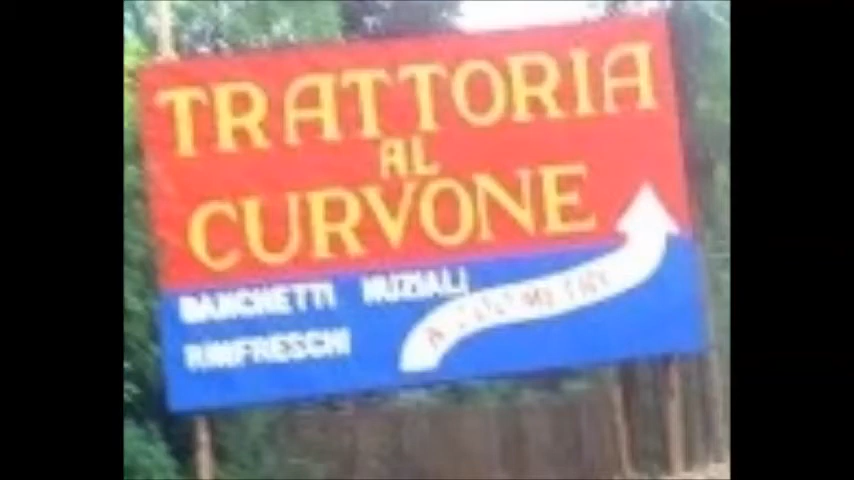 TRATTORIA
AL
CURVONE
BANCHETTI NUZIALI
RINFRESCHI
A